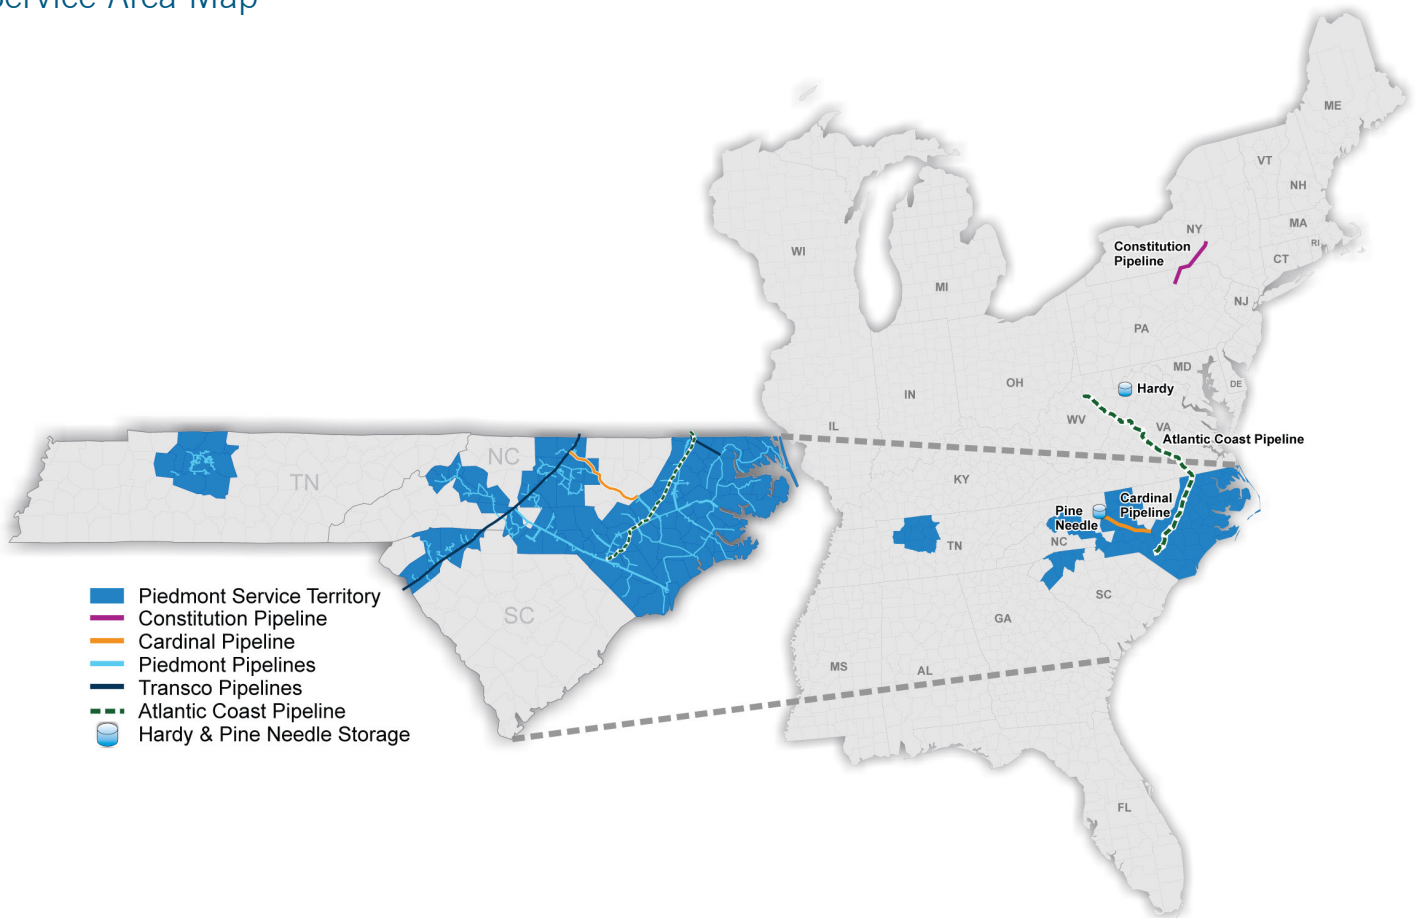 Service Area Map
ME
VT
NH
NY
MA
RI
CT
Constitution
Pipeline
WI
MI
NJ
PA
MD
DE
OH
IN
Hardy
WV
VA
IL
Atlantic Coast Pipeline
KY
Cardinal
Pipeline
Pine
Needle
NC
TN
SC
GA
MS
AL
FL
NC
TN
SC
Piedmont Service Territory
Constitution Pipeline
Cardinal Pipeline
Piedmont Pipelines
Transco Pipelines
Atlantic Coast Pipeline
Hardy & Pine Needle Storage